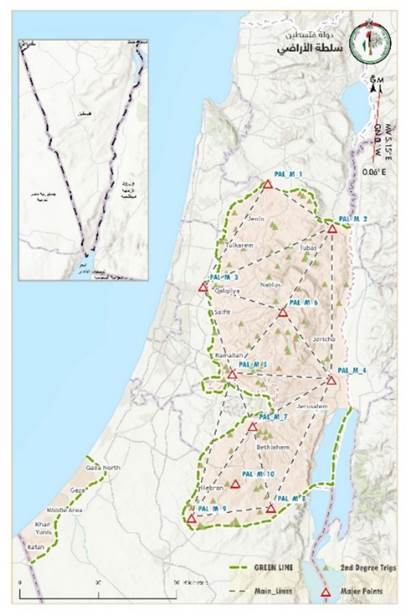 دولة فلسطين
سلطة الأراضي
GM
0.06° E
PAL_M_1
Jenin
PAL_M_2
Tulkarem
Tubas
PAL_M_3
Qalqiliya
Nablus
PAL_M_6
Salfit
Jericho
Ramallah
PAL_M_5
PAL_M_4
Jerusalem
PAL_M_7
Bethlehem
PAL_M_10
Hebron
PAL_M_8
PAL_M_9
Gaza North
Gaza
Middle Area
Khan
Yunis
Rafah
GREEN LINE
2nd Degree Trigs
Main_Lines
Major Points